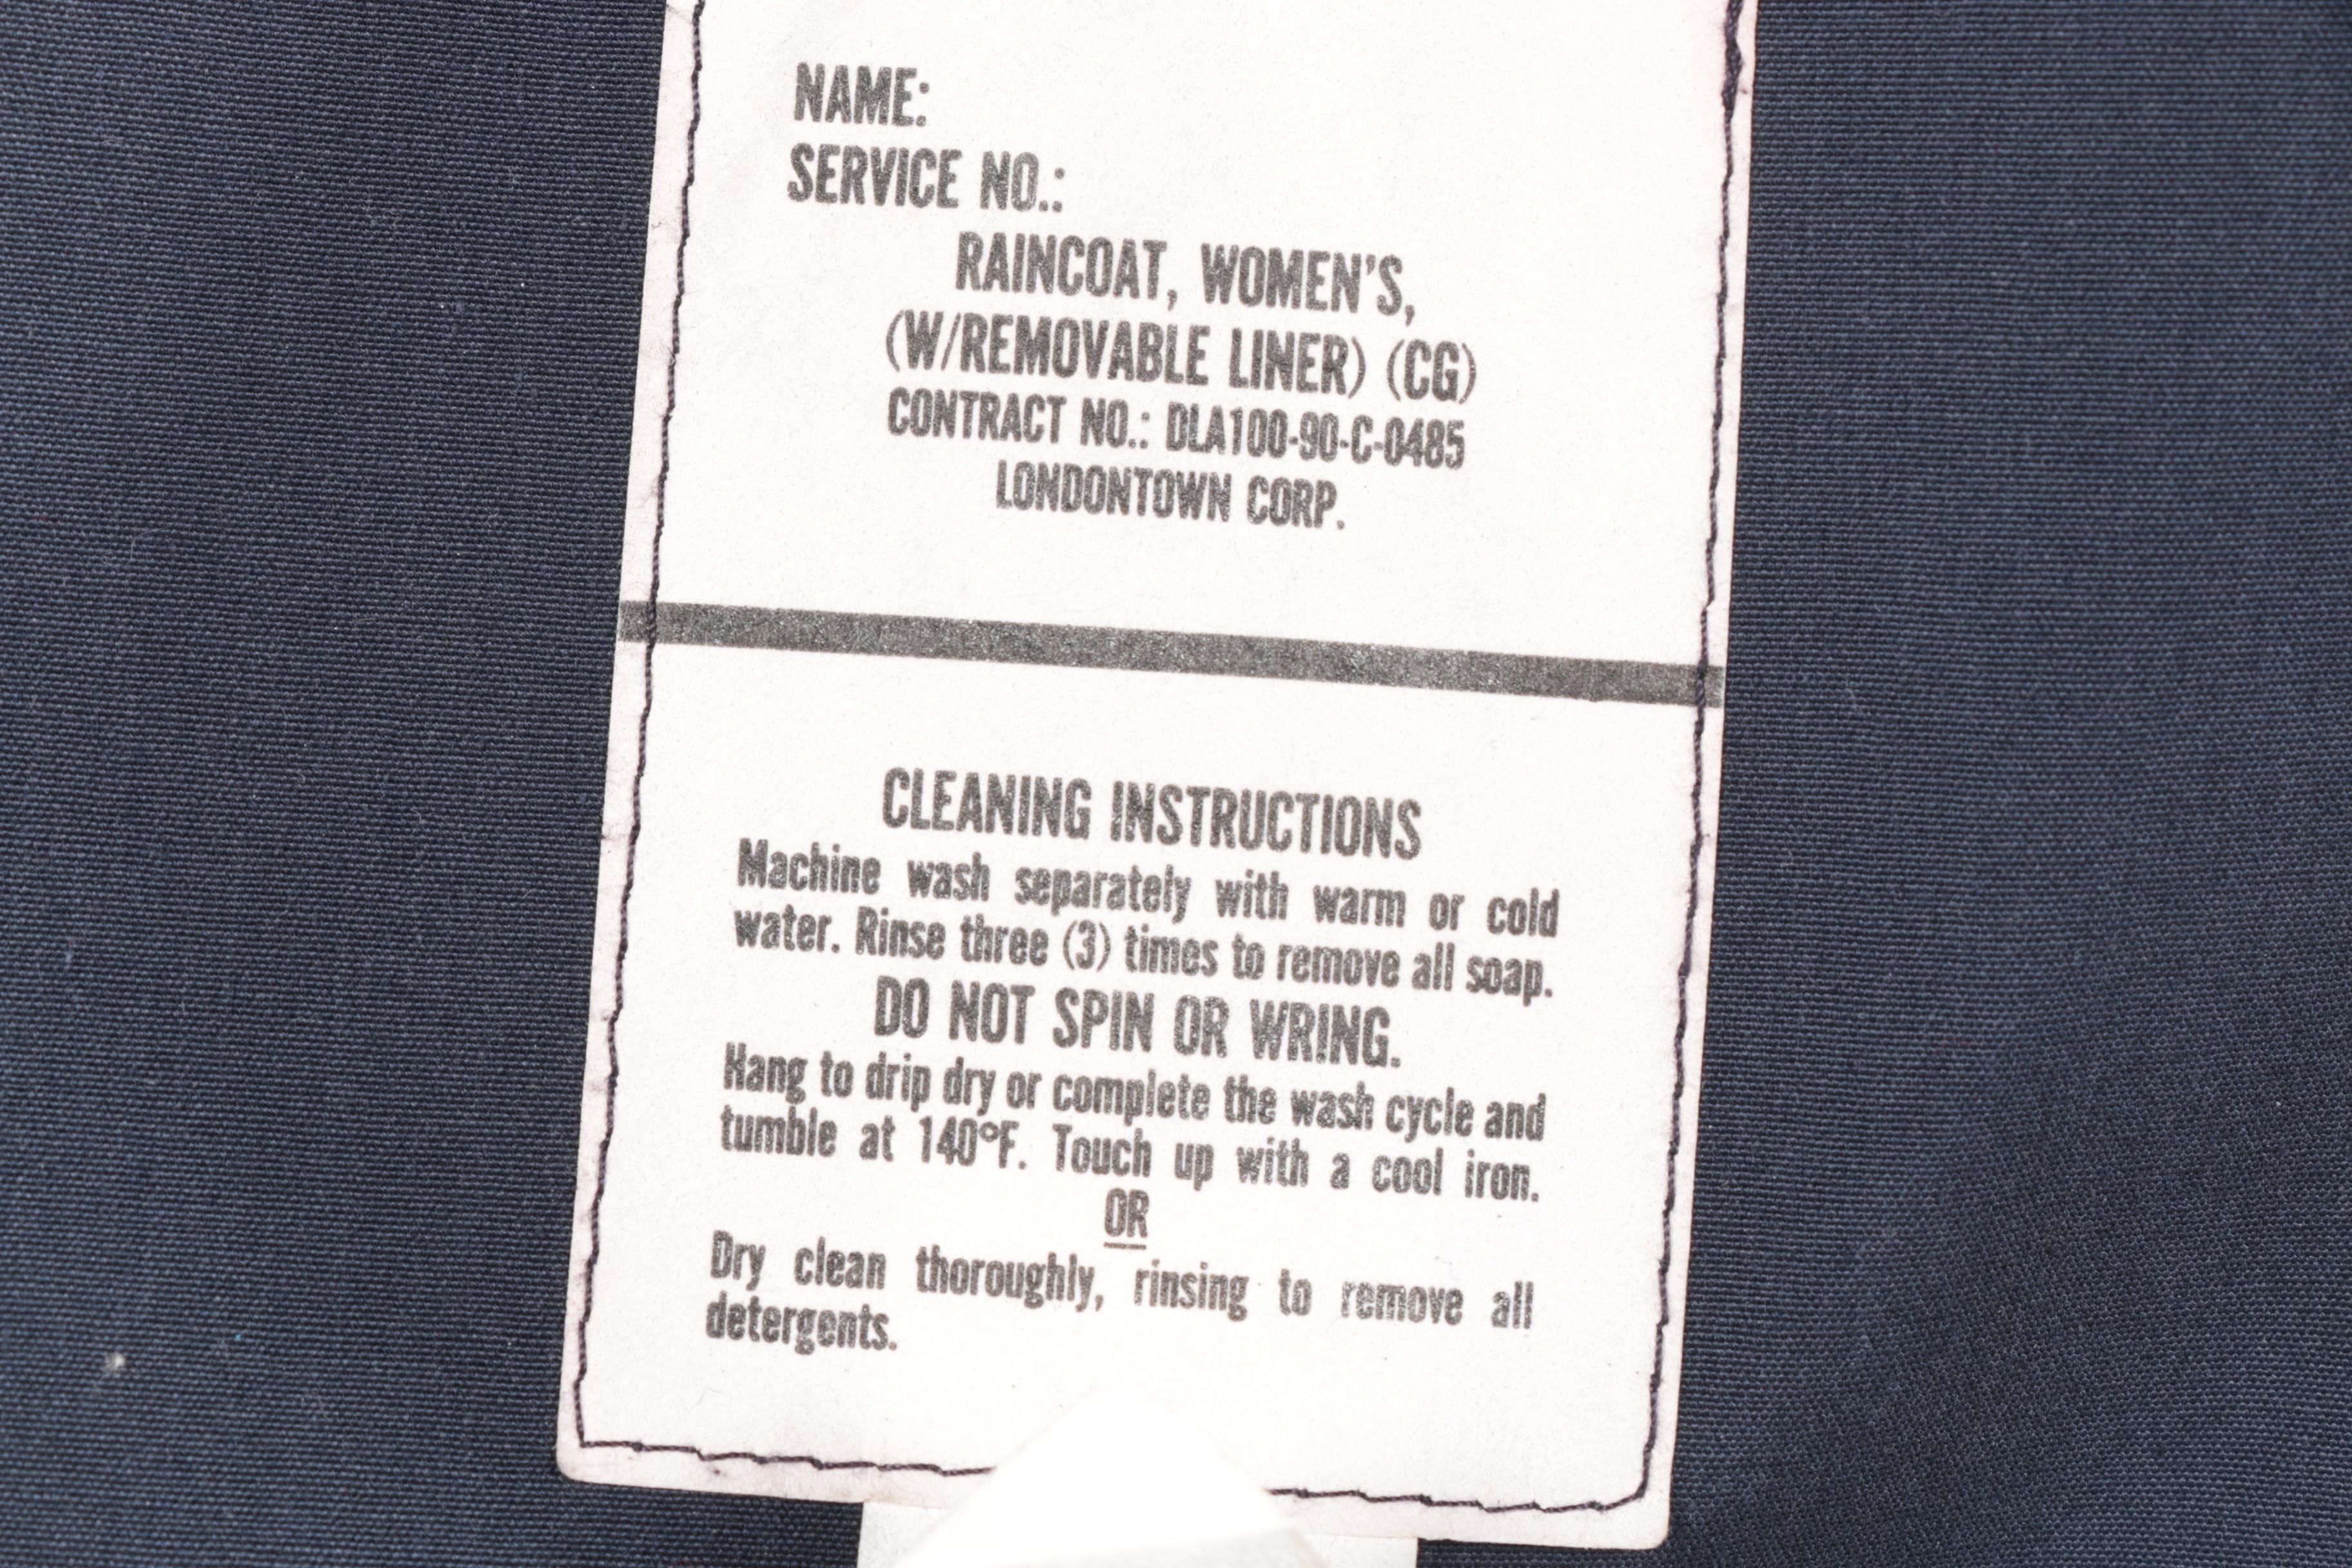 NAME:
SERVICE NO.:
RAINCOAT, WOMEN'S,
(W/REMOVABLE LINER) (CG)
CONTRACT NO.: DLA100-90-C-0485
LONDONTOWN CORP.
CLEANING INSTRUCTIONS
Machine wash separately with warm or cold
water. Rinse three (3) times to remove all soap.
DO NOT SPIN OR WRING.
Hang to drip dry or complete the wash cycle and
tumble at 140°F. Touch up with a cool iron.
OR
Dry clean thoroughly, rinsing to remove all
detergents.